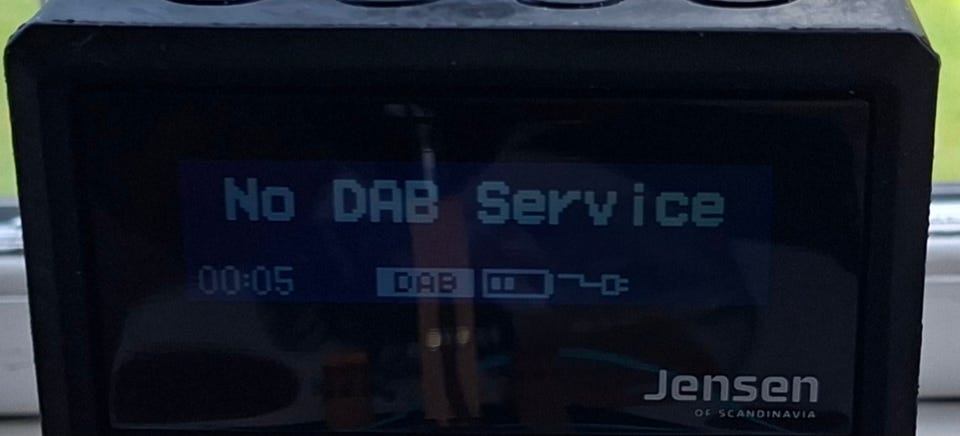 No DAB Service
00:05 DAB
Jensen
OF SCANDINAVIA